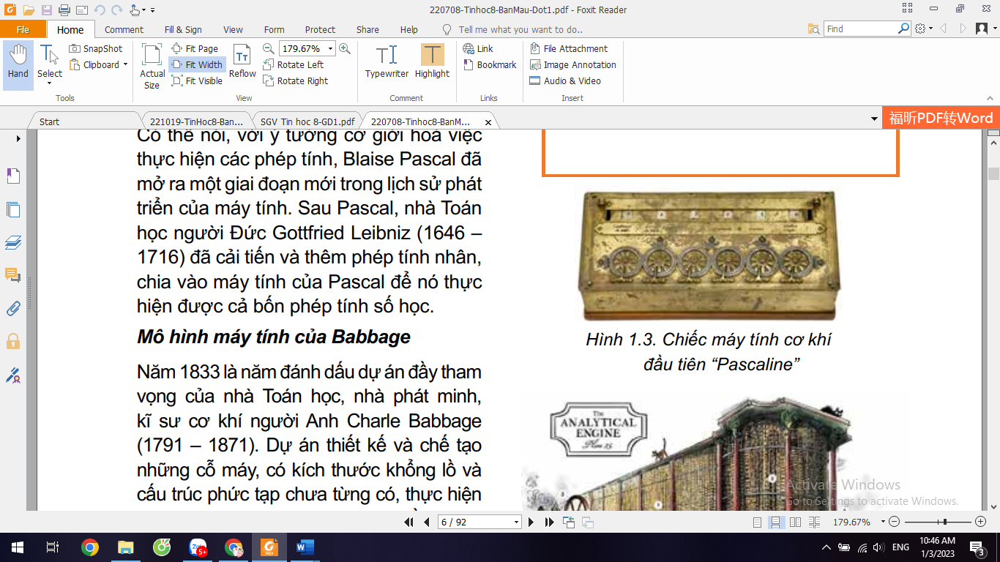 220708-Tinhoc8-BanMau-Dot1.pdf - Foxit Reader
File Home Comment Fill & Sign View Form Protect Share Help Tell me what you want to do.. Find
Hand
Select
SnapShot
Clipboard
Actual
Size
Fit Page
Fit Width
Fit Visible
Reflow
179.67%
Rotate Left
Rotate Right
Typewriter
Highlight
Link
Bookmark
File Attachment
Image Annotation
Audio & Video
Tools View Comment Links Insert
Start 221019-TinHoc8-Ban... SGV Tin hoc 8-GD1.pdf 220708-Tinhoc8-BanM... 福昕PDF转Word
Có thể nói, với ý tưởng cơ giới hoá việc
thực hiện các phép tính, Blaise Pascal đã
mở ra một giai đoạn mới trong lịch sử phát
triển của máy tính. Sau Pascal, nhà Toán
học người Đức Gottfried Leibniz (1646 –
1716) đã cải tiến và thêm phép tính nhân,
chia vào máy tính của Pascal để nó thực
hiện được cả bốn phép tính số học.
Mô hình máy tính của Babbage
Năm 1833 là năm đánh dấu dự án đầy tham
vọng của nhà Toán học, nhà phát minh,
kĩ sư cơ khí người Anh Charle Babbage
(1791 – 1871). Dự án thiết kế và chế tạo
những cỗ máy, có kích thước khổng lồ và
cấu trúc phức tạp chưa từng có, thực hiện
Hình 1.3. Chiếc máy tính cơ khí
đầu tiên “Pascaline”
The
ANALYTICAL
ENGINE
Plan 25
Activate Windows
Go to Settings to activate Windows.
6 / 92
179.67%
5+
PDF
ENG
10:46 AM
1/3/2023
3